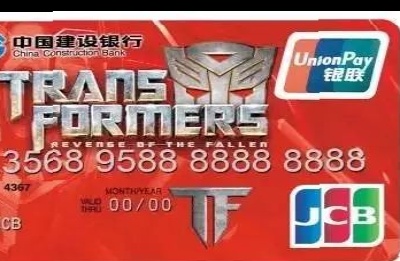 中国建设银行
China Construction Bank
UnionPay
银联
TRANSFORMERS
REVENGE OF THE FALLEN
3568 9588 8888 8888
4367
MONTH/YEAR
VALID THRU 00/00
TF
CB
JCB